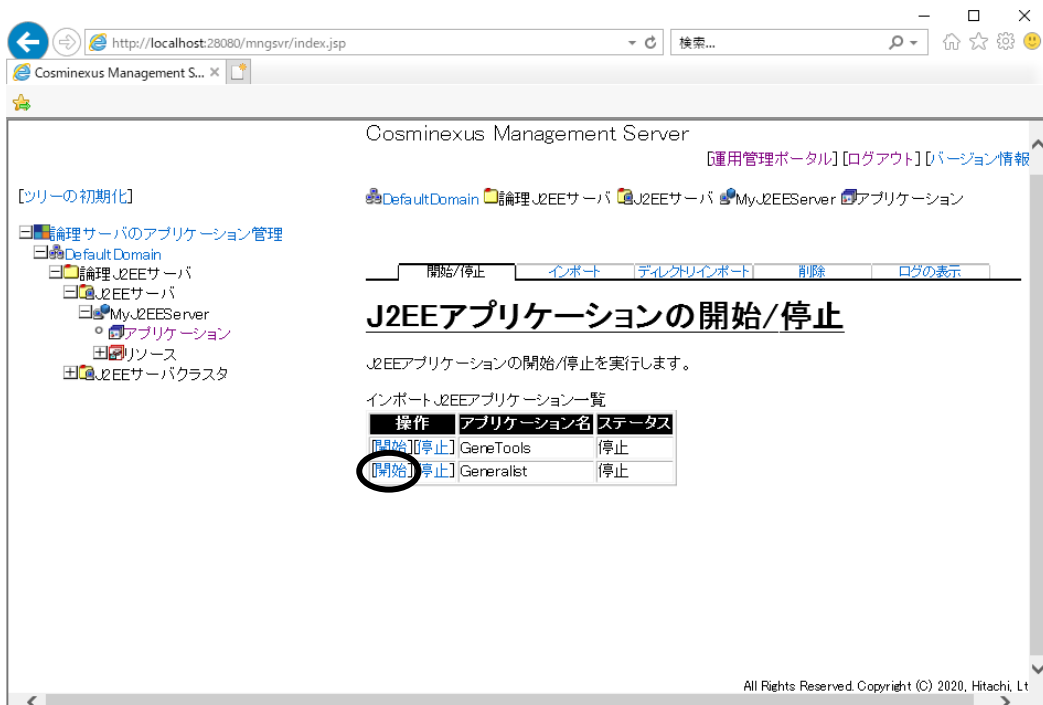 http://localhost:28080/mngsvr/index.jsp
検索...
Cosminexus Management S...
Cosminexus Management Server
[運用管理ポータル] [ログアウト] [バージョン情報
[ツリーの初期化]
DefaultDomain 論理J2EEサーバ J2EEサーバ MyJ2EEServer アプリケーション
論理サーバのアプリケーション管理
DefaultDomain
論理J2EEサーバ
J2EEサーバ
MyJ2EEServer
アプリケーション
リソース
J2EEサーバクラスタ
開始/停止 インポート ディレクトリインポート 削除 ログの表示
J2EEアプリケーションの開始/停止
J2EEアプリケーションの開始/停止を実行します。
インポートJ2EEアプリケーション一覧
操作 アプリケーション名 ステータス
[開始][停止] GeneTools 停止
[開始][停止] Generalist 停止
All Rights Reserved. Copyright (C) 2020, Hitachi, Lt